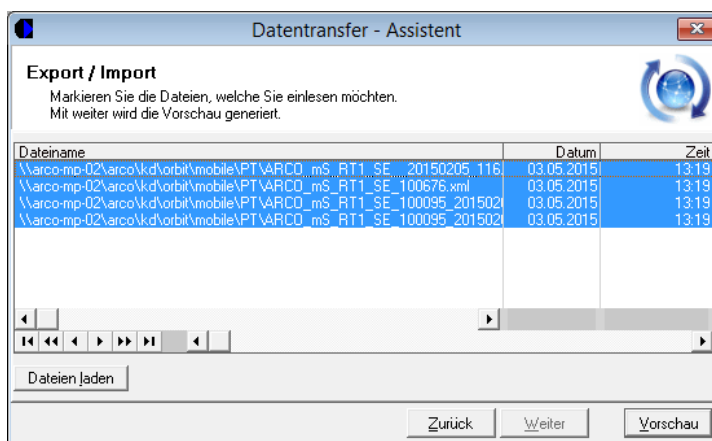 Datentransfer - Assistent
Export / Import
Markieren Sie die Dateien, welche Sie einlesen möchten.
Mit weiter wird die Vorschau generiert.
Dateiname Datum Zeit
\\arco-mp-02\arco\kd\orbit\mobile\PT\ARCO_mS_RT1_SE__20150205_116 03.05.2015 13:19
\\arco-mp-02\arco\kd\orbit\mobile\PT\ARCO_mS_RT1_SE_100676.xml 03.05.2015 13:19
\\arco-mp-02\arco\kd\orbit\mobile\PT\ARCO_mS_RT1_SE_100095_201502 03.05.2015 13:19
\\arco-mp-02\arco\kd\orbit\mobile\PT\ARCO_mS_RT1_SE_100095_201502 03.05.2015 13:19
Dateien laden
Zurück Weiter Vorschau